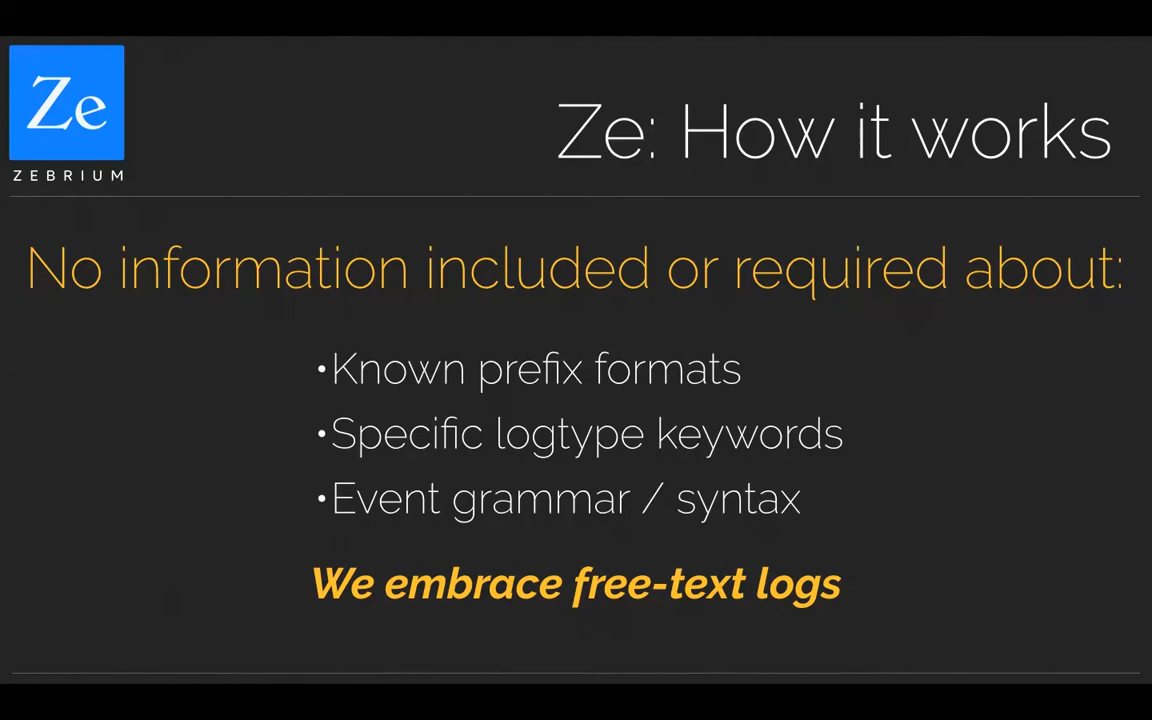 Ze
ZEBRIUM
Ze: How it works
No information included or required about:
•Known prefix formats
•Specific logtype keywords
•Event grammar / syntax
We embrace free-text logs